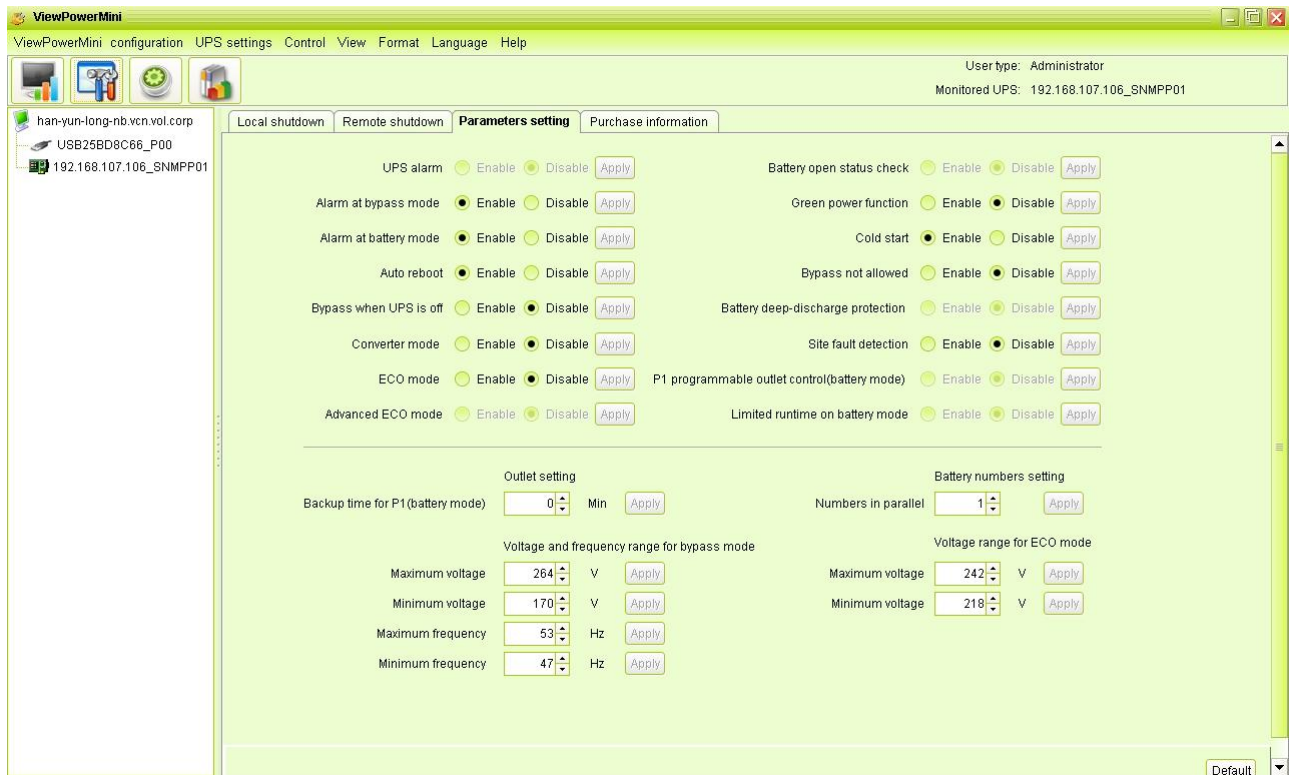 ViewPowerMini
ViewPowerMini configuration UPS settings Control View Format Language Help
User type: Administrator
Monitored UPS: 192.168.107.106_SNMPP01
han-yun-long-nb.vcn.vol.corp
USB25BD8C66_P00
192.168.107.106_SNMPP01
Local shutdown Remote shutdown Parameters setting Purchase information
UPS alarm Enable Disable Apply Battery open status check Enable Disable Apply
Alarm at bypass mode Enable Disable Apply Green power function Enable Disable Apply
Alarm at battery mode Enable Disable Apply Cold start Enable Disable Apply
Auto reboot Enable Disable Apply Bypass not allowed Enable Disable Apply
Bypass when UPS is off Enable Disable Apply Battery deep-discharge protection Enable Disable Apply
Converter mode Enable Disable Apply Site fault detection Enable Disable Apply
ECO mode Enable Disable Apply P1 programmable outlet control(battery mode) Enable Disable Apply
Advanced ECO mode Enable Disable Apply Limited runtime on battery mode Enable Disable Apply
Outlet setting Battery numbers setting
Backup time for P1(battery mode) 0 Min Apply Numbers in parallel 1 Apply
Voltage and frequency range for bypass mode Voltage range for ECO mode
Maximum voltage 264 V Apply Maximum voltage 242 V Apply
Minimum voltage 170 V Apply Minimum voltage 218 V Apply
Maximum frequency 53 Hz Apply
Minimum frequency 47 Hz Apply
Default